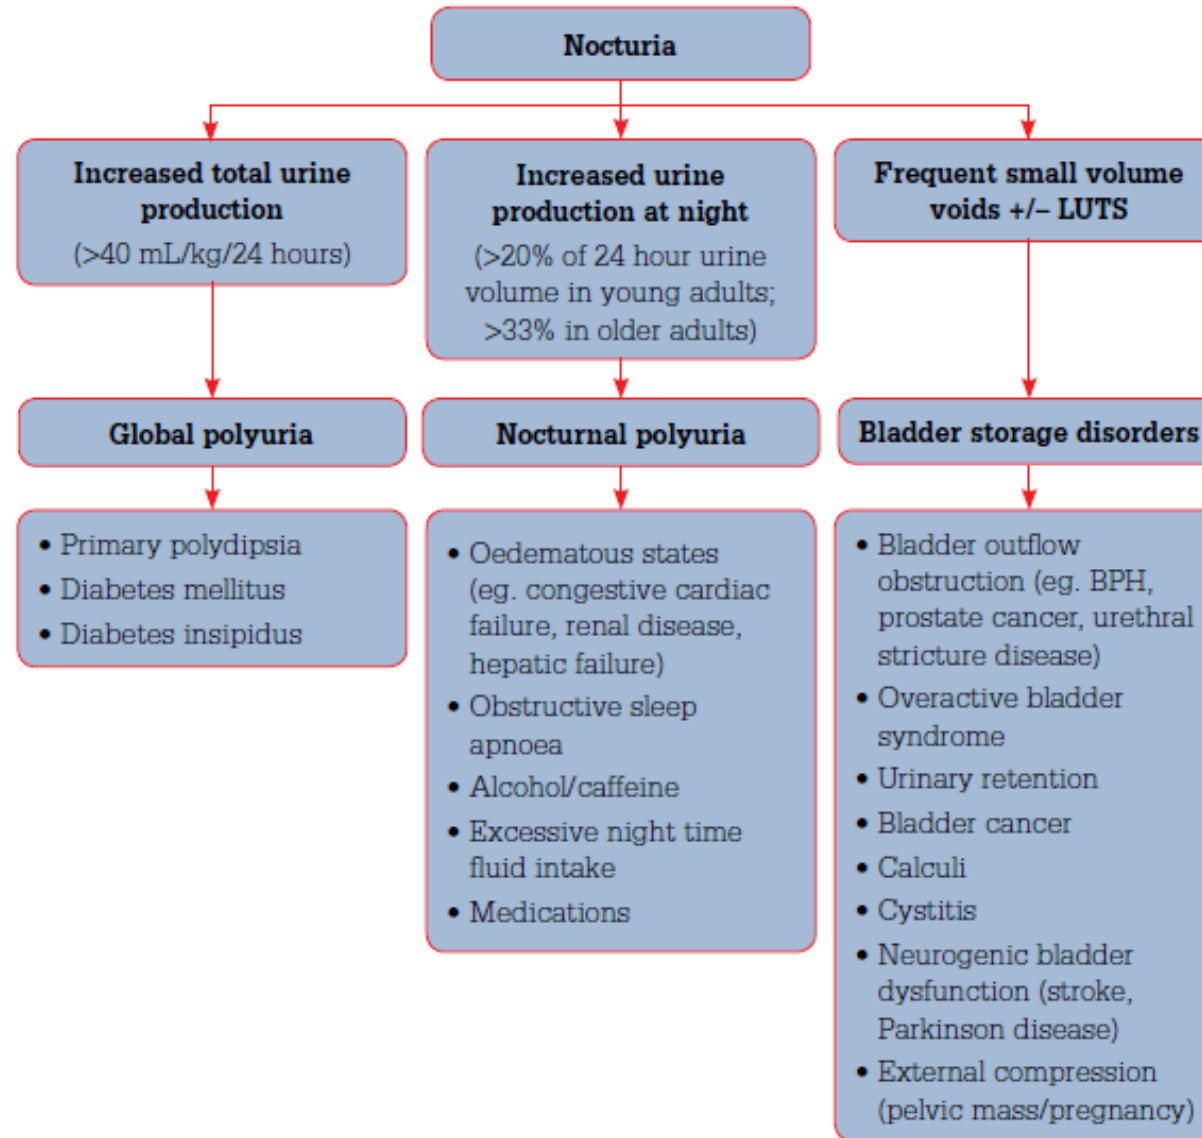 Nocturia
Increased total urine
production
(>40 mL/kg/24 hours)
Increased urine
production at night
(>20% of 24 hour urine
volume in young adults;
>33% in older adults)
Frequent small volume
voids +/– LUTS
Global polyuria
Nocturnal polyuria
Bladder storage disorders
• Primary polydipsia
• Diabetes mellitus
• Diabetes insipidus
• Oedematous states
(eg. congestive cardiac
failure, renal disease,
hepatic failure)
• Obstructive sleep
apnoea
• Alcohol/caffeine
• Excessive night time
fluid intake
• Medications
• Bladder outflow
obstruction (eg. BPH,
prostate cancer, urethral
stricture disease)
• Overactive bladder
syndrome
• Urinary retention
• Bladder cancer
• Calculi
• Cystitis
• Neurogenic bladder
dysfunction (stroke,
Parkinson disease)
• External compression
(pelvic mass/pregnancy)